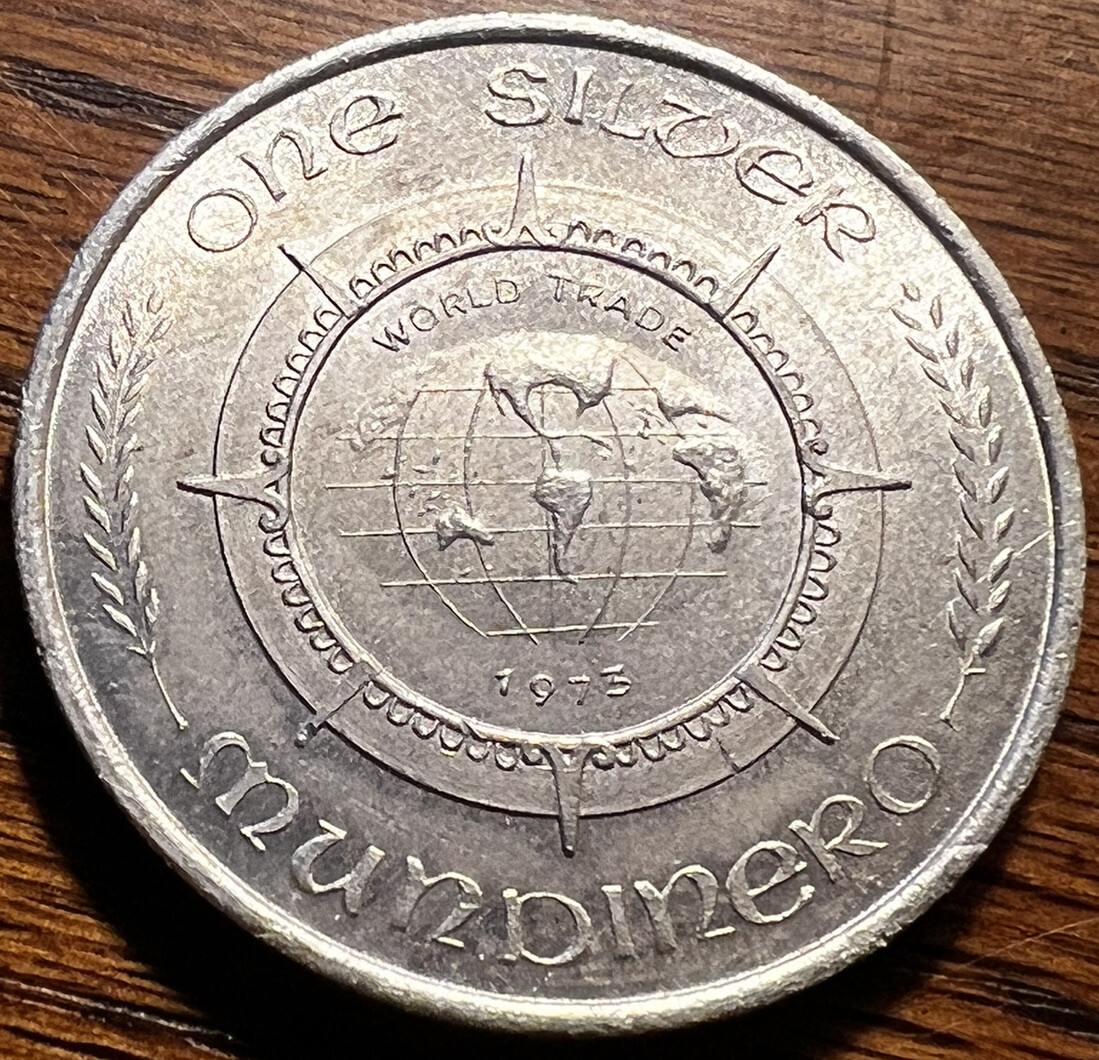 ONE SILVER
WORLD TRADE
1973
MUNDINERO